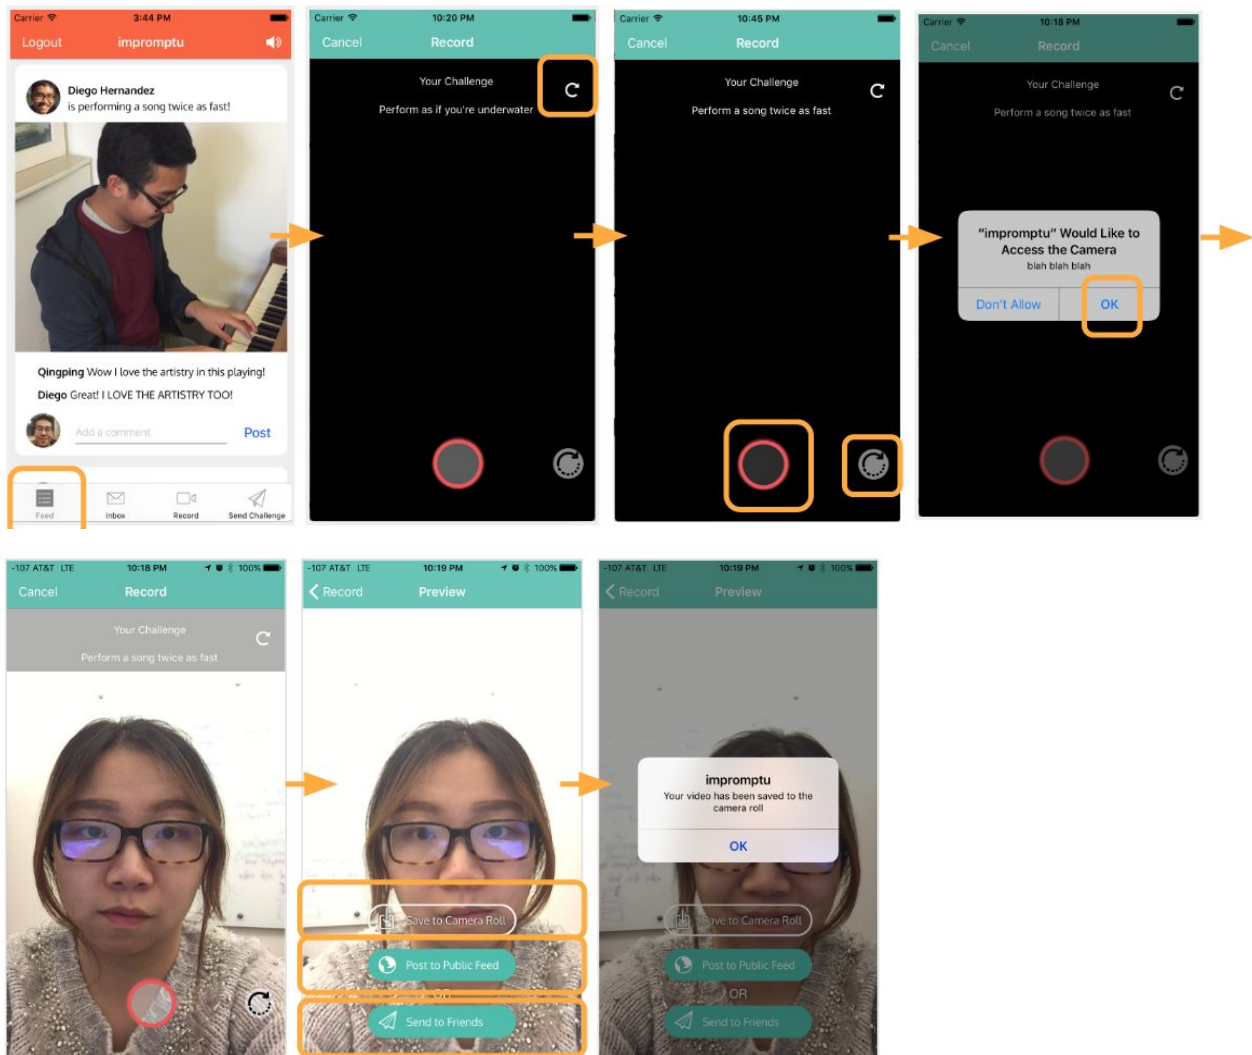 Carrier 3:44 PM
Logout impromptu
Diego Hernandez
is performing a song twice as fast!
Qingping Wow I love the artistry in this playing!
Diego Great! I LOVE THE ARTISTRY TOO!
Add a comment Post
Feed Inbox Record Send Challenge
Carrier 10:20 PM
Cancel Record
Your Challenge
Perform as if you're underwater
Carrier 10:45 PM
Cancel Record
Your Challenge
Perform a song twice as fast
Carrier 10:18 PM
Cancel Record
Your Challenge
Perform a song twice as fast
"impromptu" Would Like to
Access the Camera
blah blah blah
Don't Allow OK
-107 AT&T LTE 10:18 PM 100%
Cancel Record
Your Challenge
Perform a song twice as fast
-107 AT&T LTE 10:19 PM 100%
Record Preview
Save to Camera Roll
Post to Public Feed
OR
Send to Friends
-107 AT&T LTE 10:19 PM 100%
Record Preview
impromptu
Your video has been saved to the
camera roll
OK
Save to Camera Roll
Post to Public Feed
OR
Send to Friends